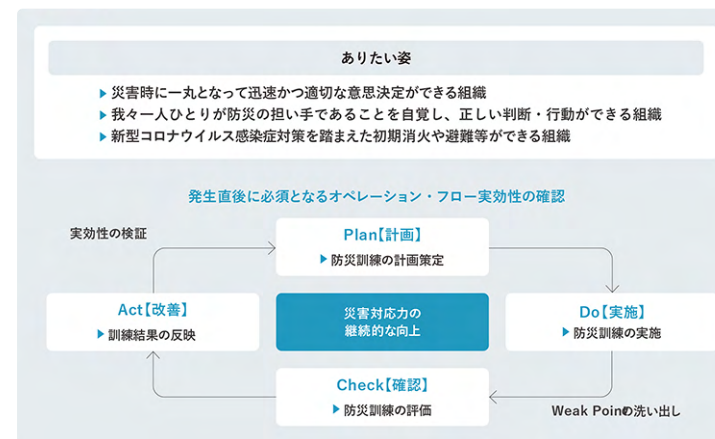 ありたい姿
▶ 災害時に一丸となって迅速かつ適切な意思決定ができる組織
▶ 我々一人ひとりが防災の担い手であることを自覚し、正しい判断・行動ができる組織
▶ 新型コロナウイルス感染症対策を踏まえた初期消火や避難等ができる組織
発生直後に必須となるオペレーション・フロー実効性の確認
実効性の検証
Plan【計画】
▶ 防災訓練の計画策定
Act【改善】
▶ 訓練結果の反映
災害対応力の
継続的な向上
Do【実施】
▶ 防災訓練の実施
Check【確認】
▶ 防災訓練の評価
Weak Pointの洗い出し